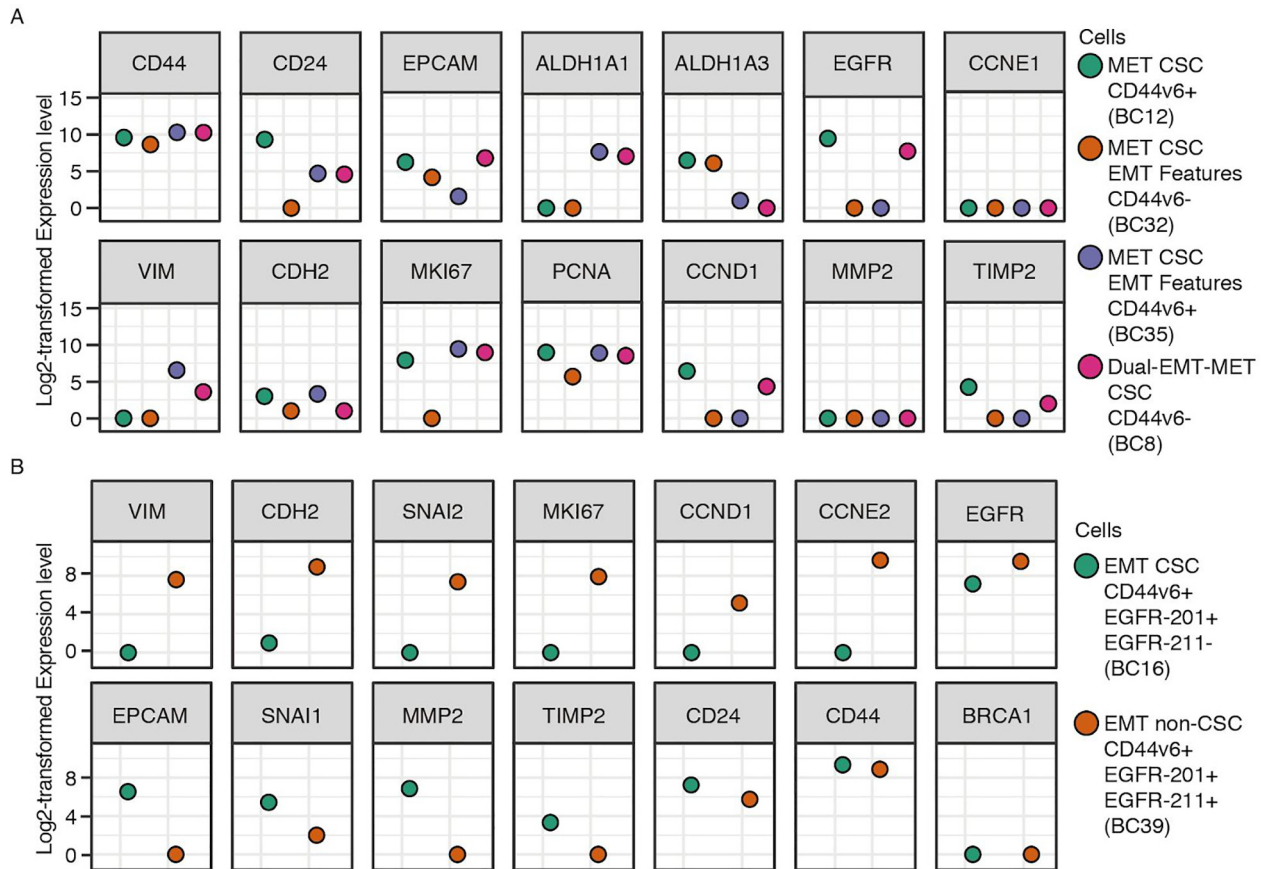 A
CD44 CD24 EPCAM ALDH1A1 ALDH1A3 EGFR CCNE1
15
10
5
0
VIM CDH2 MKI67 PCNA CCND1 MMP2 TIMP2
15
10
5
0
Log2-transformed Expression level
Cells
MET CSC
CD44v6+
(BC12)
MET CSC
EMT Features
CD44v6-
(BC32)
MET CSC
EMT Features
CD44v6+
(BC35)
Dual-EMT-MET
CSC
CD44v6-
(BC8)
B
VIM CDH2 SNAI2 MKI67 CCND1 CCNE2 EGFR
8
4
0
EPCAM SNAI1 MMP2 TIMP2 CD24 CD44 BRCA1
8
4
0
Log2-transformed Expression level
Cells
EMT CSC
CD44v6+
EGFR-201+
EGFR-211-
(BC16)
EMT non-CSC
CD44v6+
EGFR-201+
EGFR-211+
(BC39)